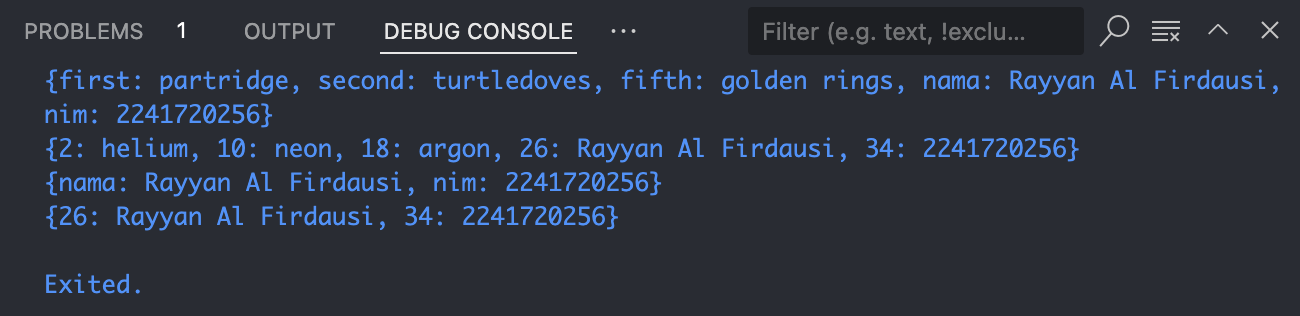 PROBLEMS 1 OUTPUT DEBUG CONSOLE ··· Filter (e.g. text, !exclu...
{first: partridge, second: turtledoves, fifth: golden rings, nama: Rayyan Al Firdausi,
nim: 2241720256}
{2: helium, 10: neon, 18: argon, 26: Rayyan Al Firdausi, 34: 2241720256}
{nama: Rayyan Al Firdausi, nim: 2241720256}
{26: Rayyan Al Firdausi, 34: 2241720256}
Exited.